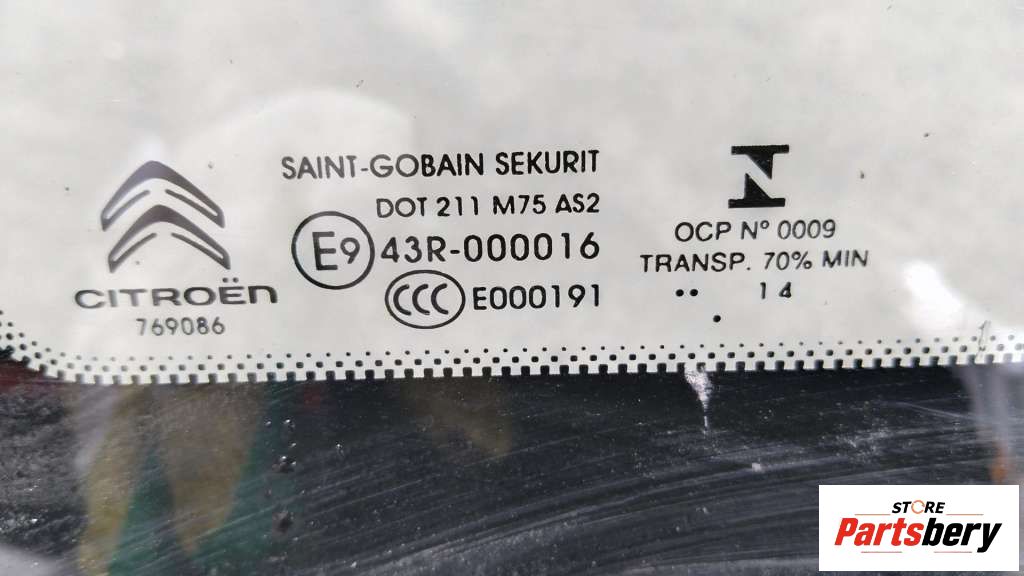 CITROËN
769086
SAINT-GOBAIN SEKURIT
DOT 211 M75 AS2
E9 43R-000016
CCC E000191
N
OCP Nº 0009
TRANSP. 70% MIN
•• 14
•
STORE
Partsbery